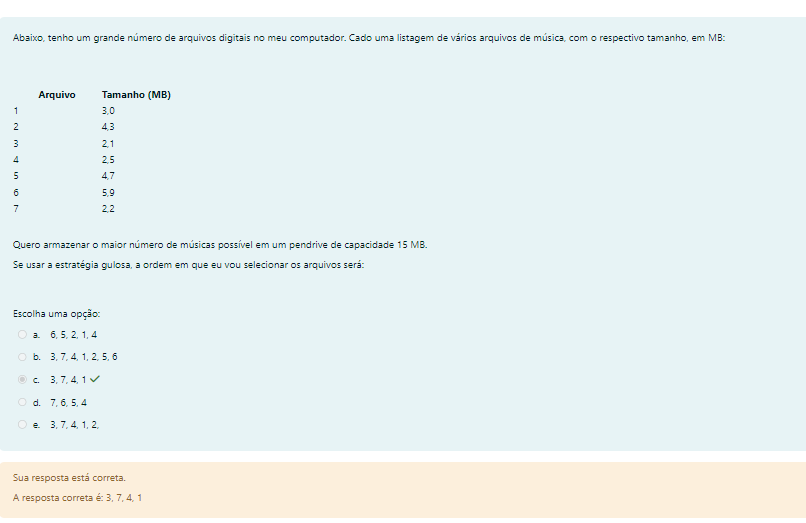 Abaixo, tenho um grande número de arquivos digitais no meu computador. Cado uma listagem de vários arquivos de música, com o respectivo tamanho, em MB:
Arquivo Tamanho (MB)
1 3,0
2 4,3
3 2,1
4 2,5
5 4,7
6 5,9
7 2,2
Quero armazenar o maior número de músicas possível em um pendrive de capacidade 15 MB.
Se usar a estratégia gulosa, a ordem em que eu vou selecionar os arquivos será:
Escolha uma opção:
a. 6, 5, 2, 1, 4
b. 3, 7, 4, 1, 2, 5, 6
c. 3, 7, 4, 1 ✓
d. 7, 6, 5, 4
e. 3, 7, 4, 1, 2,
Sua resposta está correta.
A resposta correta é: 3, 7, 4, 1